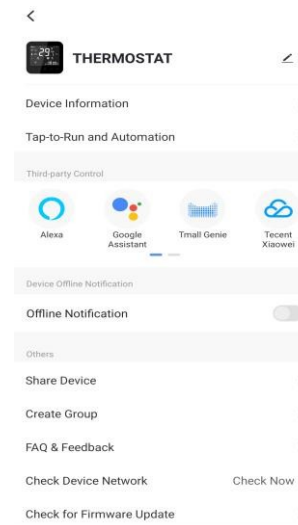 29
THERMOSTAT
Device Information
Tap-to-Run and Automation
Third-party Control
Alexa
Google Assistant
Tmall Genie
Tecent Xiaowei
Device Offline Notification
Offline Notification
Others
Share Device
Create Group
FAQ & Feedback
Check Device Network Check Now
Check for Firmware Update